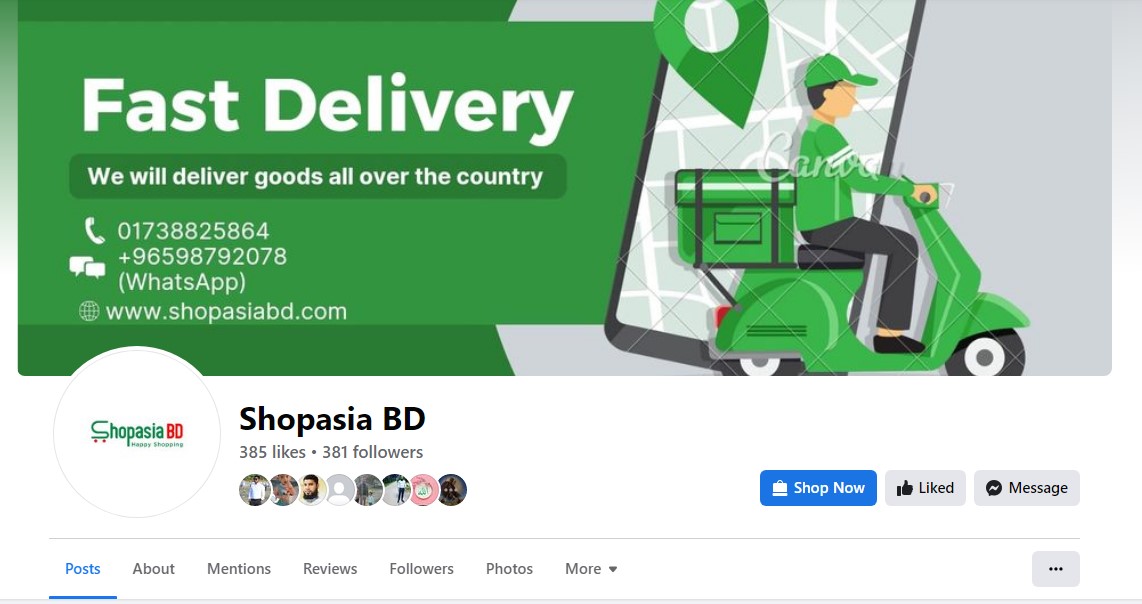 Fast Delivery
We will deliver goods all over the country
01738825864
+96598792078
(WhatsApp)
www.shopasiabd.com
Canva
Shopasia BD
Happy Shopping
Shopasia BD
385 likes • 381 followers
Shop Now
Liked
Message
Posts
About
Mentions
Reviews
Followers
Photos
More